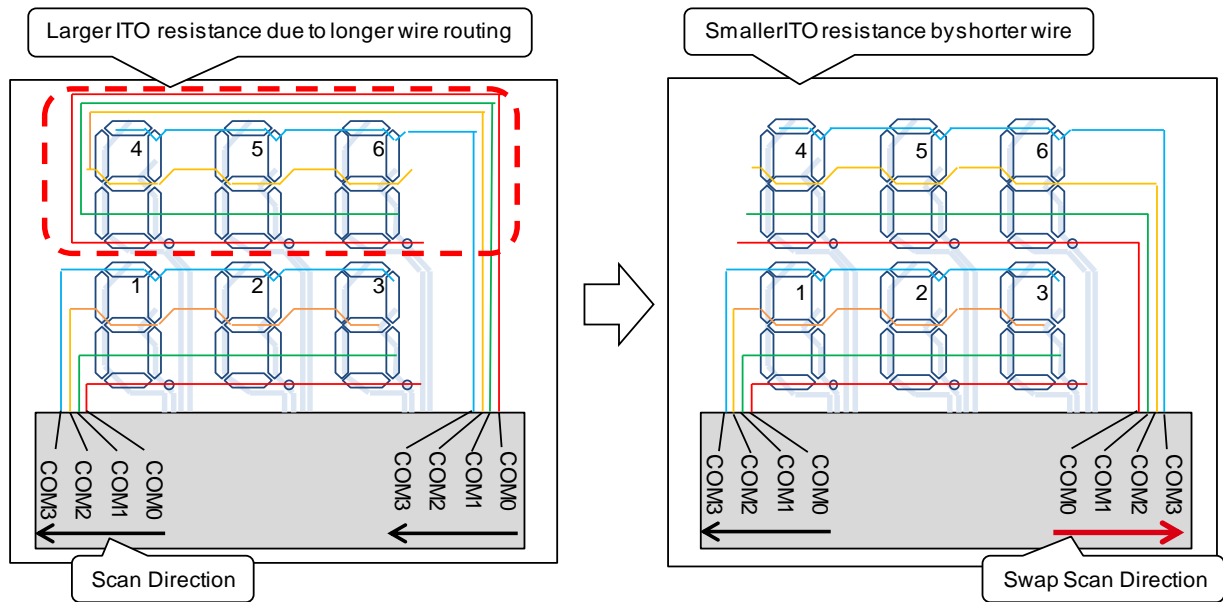 Larger ITO resistance due to longer wire routing
SmallerITO resistance byshorter wire
4 5 6
1 2 3
COM3 COM2 COM1 COM0
COM3 COM2 COM1 COM0
Scan Direction
4 5 6
1 2 3
COM3 COM2 COM1 COM0
COM0 COM1 COM2 COM3
Swap Scan Direction